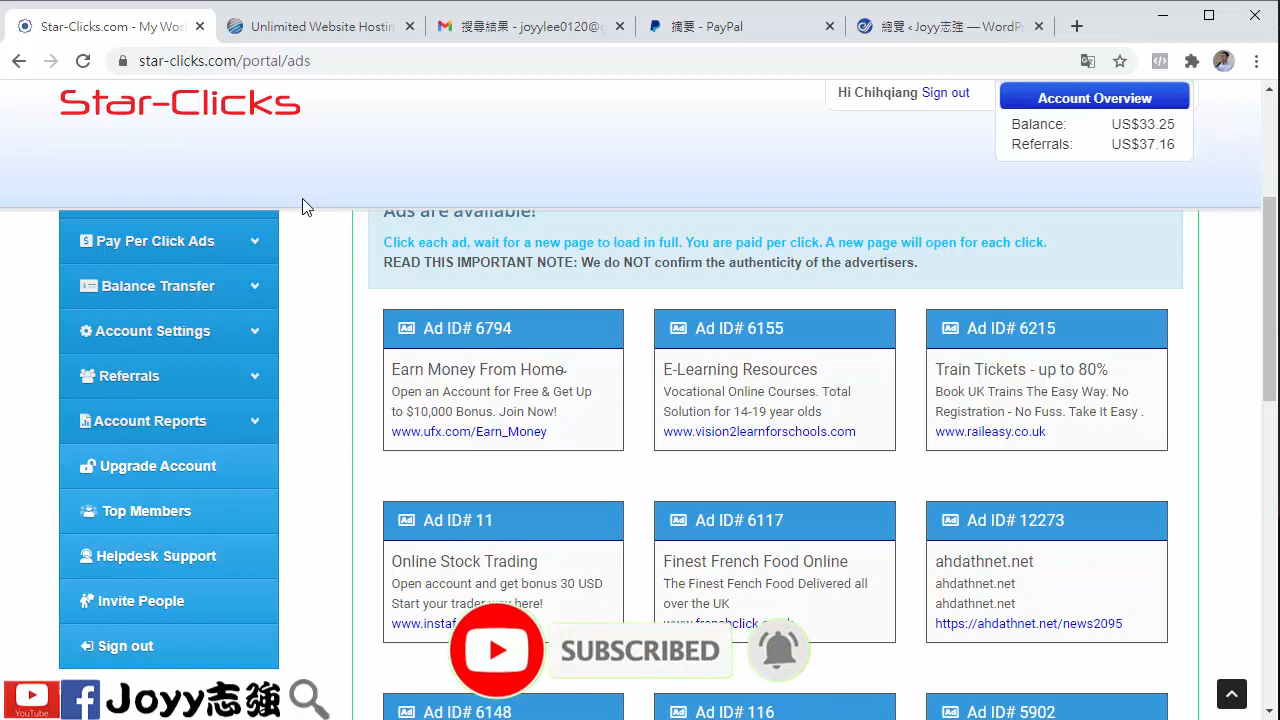 Star-Clicks.com - My Wor
Unlimited Website Hostin
搜尋結果 - joyylee0120@g
摘要 - PayPal
總覽 ‹ Joyy志強 — WordPr
star-clicks.com/portal/ads
Star-Clicks
Hi Chihqiang Sign out
Account Overview
Balance: US$33.25
Referrals: US$37.16
Pay Per Click Ads
Balance Transfer
Account Settings
Referrals
Account Reports
Upgrade Account
Top Members
Helpdesk Support
Invite People
Sign out
Ads are available!
Click each ad, wait for a new page to load in full. You are paid per click. A new page will open for each click.
READ THIS IMPORTANT NOTE: We do NOT confirm the authenticity of the advertisers.
Ad ID# 6794
Earn Money From Home
Open an Account for Free & Get Up
to $10,000 Bonus. Join Now!
www.ufx.com/Earn_Money
Ad ID# 6155
E-Learning Resources
Vocational Online Courses. Total
Solution for 14-19 year olds
www.vision2learnforschools.com
Ad ID# 6215
Train Tickets - up to 80%
Book UK Trains The Easy Way. No
Registration - No Fuss. Take It Easy .
www.raileasy.co.uk
Ad ID# 11
Online Stock Trading
Open account and get bonus 30 USD
Start your trader way here!
www.instaf
Ad ID# 6117
Finest French Food Online
The Finest Fench Food Delivered all
over the UK
Ad ID# 12273
ahdathnet.net
ahdathnet.net
ahdathnet.net
https://ahdathnet.net/news2095
SUBSCRIBED
Ad ID# 6148
Ad ID# 116
Ad ID# 5902
YouTube
Joyy志強